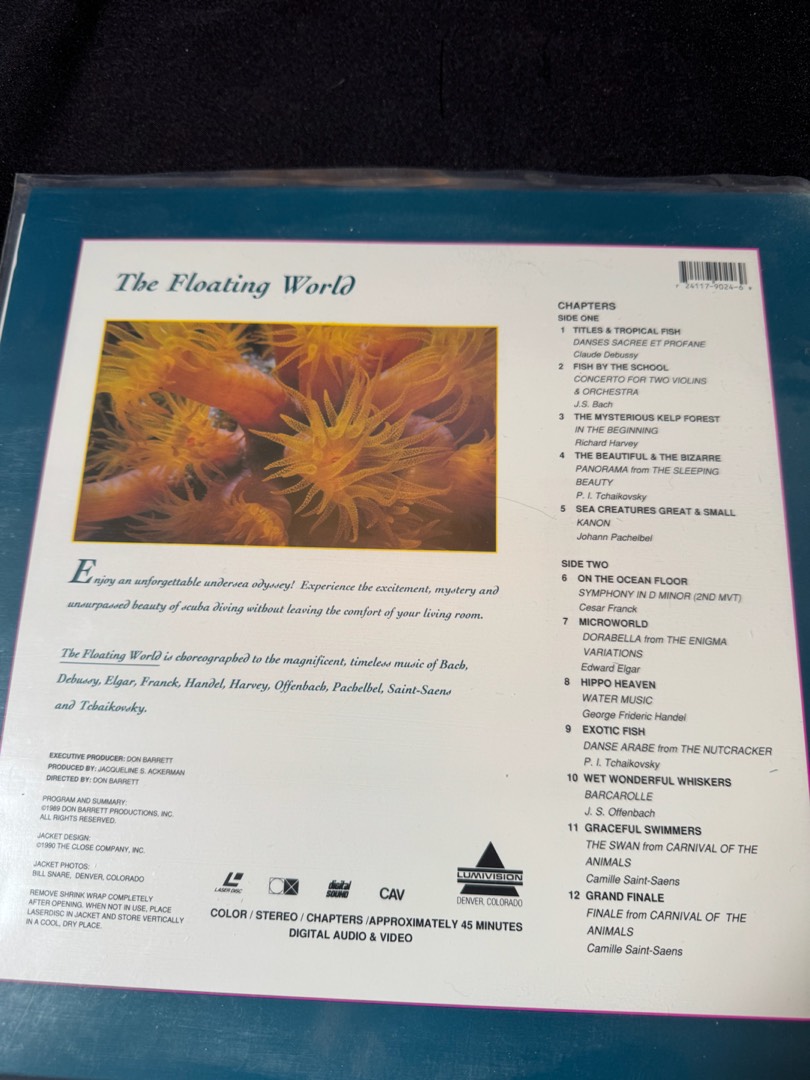 The Floating World
7 24117-9024-6
Enjoy an unforgettable undersea odyssey! Experience the excitement, mystery and
unsurpassed beauty of scuba diving without leaving the comfort of your living room.
The Floating World is choreographed to the magnificent, timeless music of Bach,
Debussy, Elgar, Franck, Handel, Harvey, Offenbach, Pachelbel, Saint-Saens
and Tchaikovsky.
EXECUTIVE PRODUCER: DON BARRETT
PRODUCED BY: JACQUELINE S. ACKERMAN
DIRECTED BY: DON BARRETT
PROGRAM AND SUMMARY:
©1989 DON BARRETT PRODUCTIONS, INC.
ALL RIGHTS RESERVED.
JACKET DESIGN:
©1990 THE CLOSE COMPANY, INC.
JACKET PHOTOS:
BILL SNARE, DENVER, COLORADO
REMOVE SHRINK WRAP COMPLETELY
AFTER OPENING. WHEN NOT IN USE, PLACE
LASERDISC IN JACKET AND STORE VERTICALLY
IN A COOL, DRY PLACE.
LASER DISC
CX
digital
SOUND
CAV
LUMIVISION
DENVER, COLORADO
COLOR / STEREO / CHAPTERS /APPROXIMATELY 45 MINUTES
DIGITAL AUDIO & VIDEO
CHAPTERS
SIDE ONE
1 TITLES & TROPICAL FISH
DANSES SACREE ET PROFANE
Claude Debussy
2 FISH BY THE SCHOOL
CONCERTO FOR TWO VIOLINS
& ORCHESTRA
J.S. Bach
3 THE MYSTERIOUS KELP FOREST
IN THE BEGINNING
Richard Harvey
4 THE BEAUTIFUL & THE BIZARRE
PANORAMA from THE SLEEPING
BEAUTY
P. I. Tchaikovsky
5 SEA CREATURES GREAT & SMALL
KANON
Johann Pachelbel
SIDE TWO
6 ON THE OCEAN FLOOR
SYMPHONY IN D MINOR (2ND MVT)
Cesar Franck
7 MICROWORLD
DORABELLA from THE ENIGMA
VARIATIONS
Edward Elgar
8 HIPPO HEAVEN
WATER MUSIC
George Frideric Handel
9 EXOTIC FISH
DANSE ARABE from THE NUTCRACKER
P. I. Tchaikovsky
10 WET WONDERFUL WHISKERS
BARCAROLLE
J. S. Offenbach
11 GRACEFUL SWIMMERS
THE SWAN from CARNIVAL OF THE
ANIMALS
Camille Saint-Saens
12 GRAND FINALE
FINALE from CARNIVAL OF THE
ANIMALS
Camille Saint-Saens